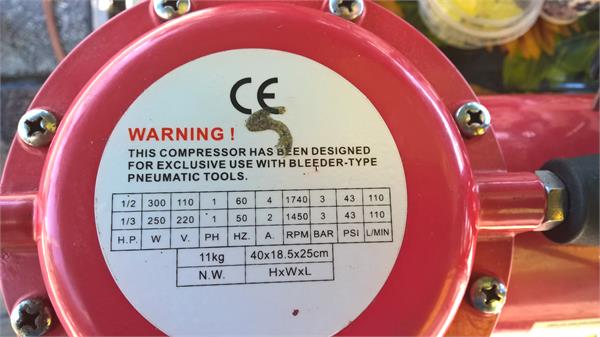 CE
WARNING !
THIS COMPRESSOR HAS BEEN DESIGNED
FOR EXCLUSIVE USE WITH BLEEDER-TYPE
PNEUMATIC TOOLS.
1/2 300 110 1 60 4 1740 3 43 110
1/3 250 220 1 50 2 1450 3 43 110
H.P. W V. PH HZ. A. RPM BAR PSI L/MIN
11kg 40x18.5x25cm
N.W. HxWxL